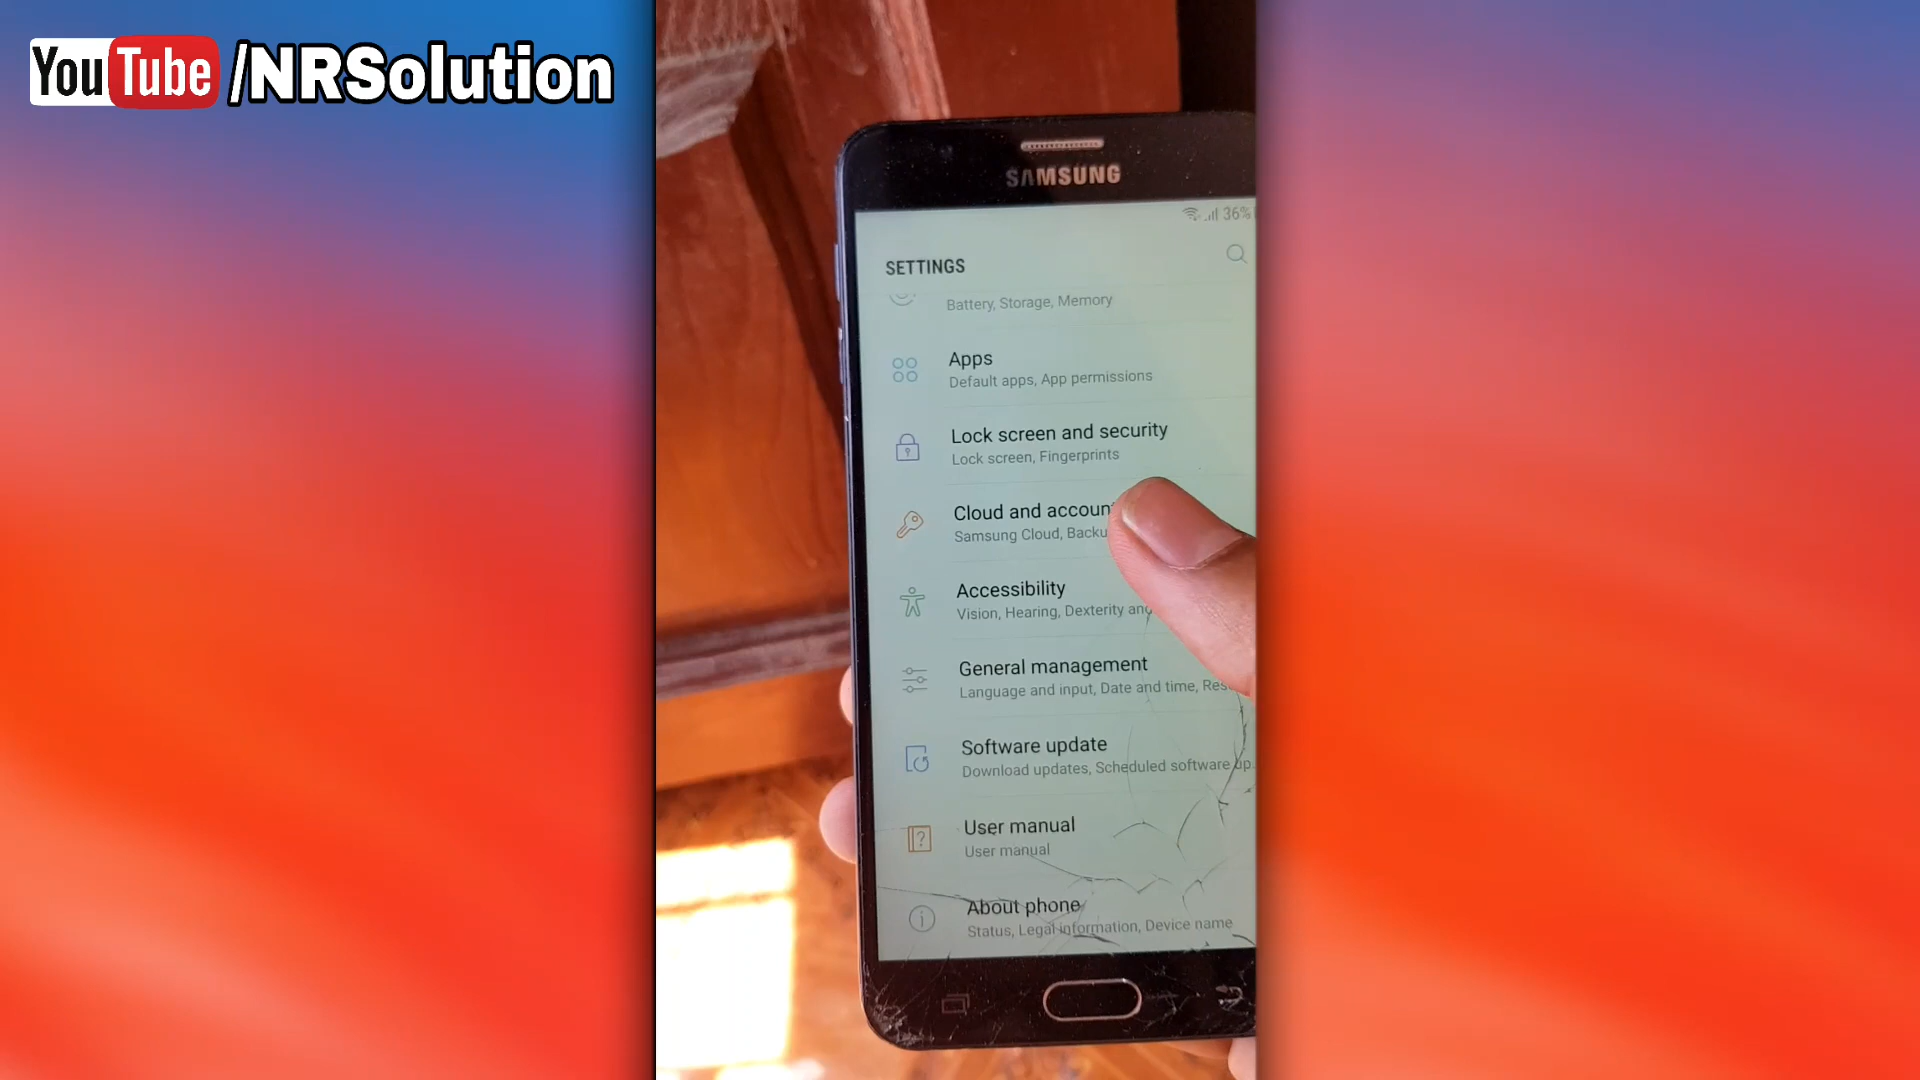 YouTube /NRSolution
SAMSUNG
36%
SETTINGS
Battery, Storage, Memory
Apps
Default apps, App permissions
Lock screen and security
Lock screen, Fingerprints
Cloud and accoun
Samsung Cloud, Backu
Accessibility
Vision, Hearing, Dexterity and
General management
Language and input, Date and time, Res
Software update
Download updates, Scheduled software up
User manual
User manual
About phone
Status, Legal information, Device name